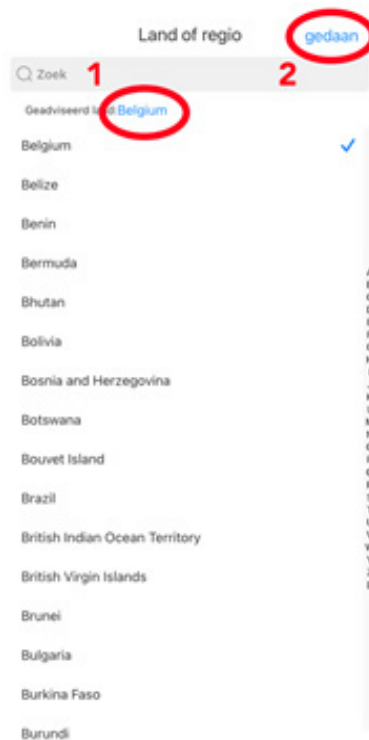 Land of regio gedaan
Zoek 1 2
Geadviseerd land:Belgium
Belgium
Belize
Benin
Bermuda
Bhutan
Bolivia
Bosnia and Herzegovina
Botswana
Bouvet Island
Brazil
British Indian Ocean Territory
British Virgin Islands
Brunei
Bulgaria
Burkina Faso
Burundi